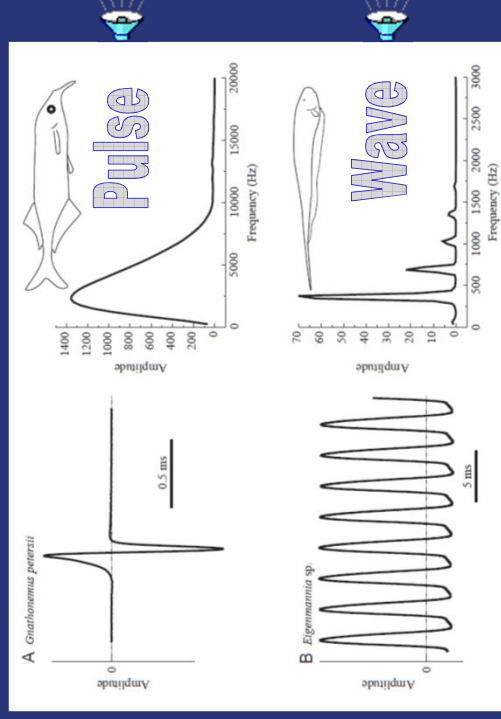 A Gnathonemus petersii
Amplitude
0
0.5 ms
Pulse
Amplitude
1400
1200
1000
800
600
400
200
0
0
5000
10000
15000
20000
Frequency (Hz)
B Eigenmannia sp.
Amplitude
0
5 ms
Wave
Amplitude
70
60
50
40
30
20
10
0
0
500
1000
1500
2000
2500
3000
Frequency (Hz)